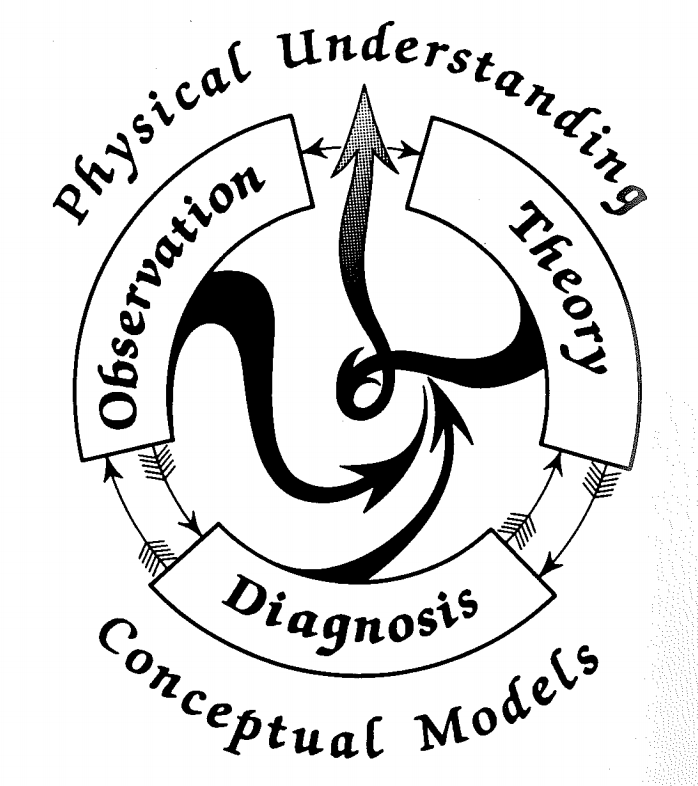 Physical Understanding
Observation
Theory
Diagnosis
Conceptual Models